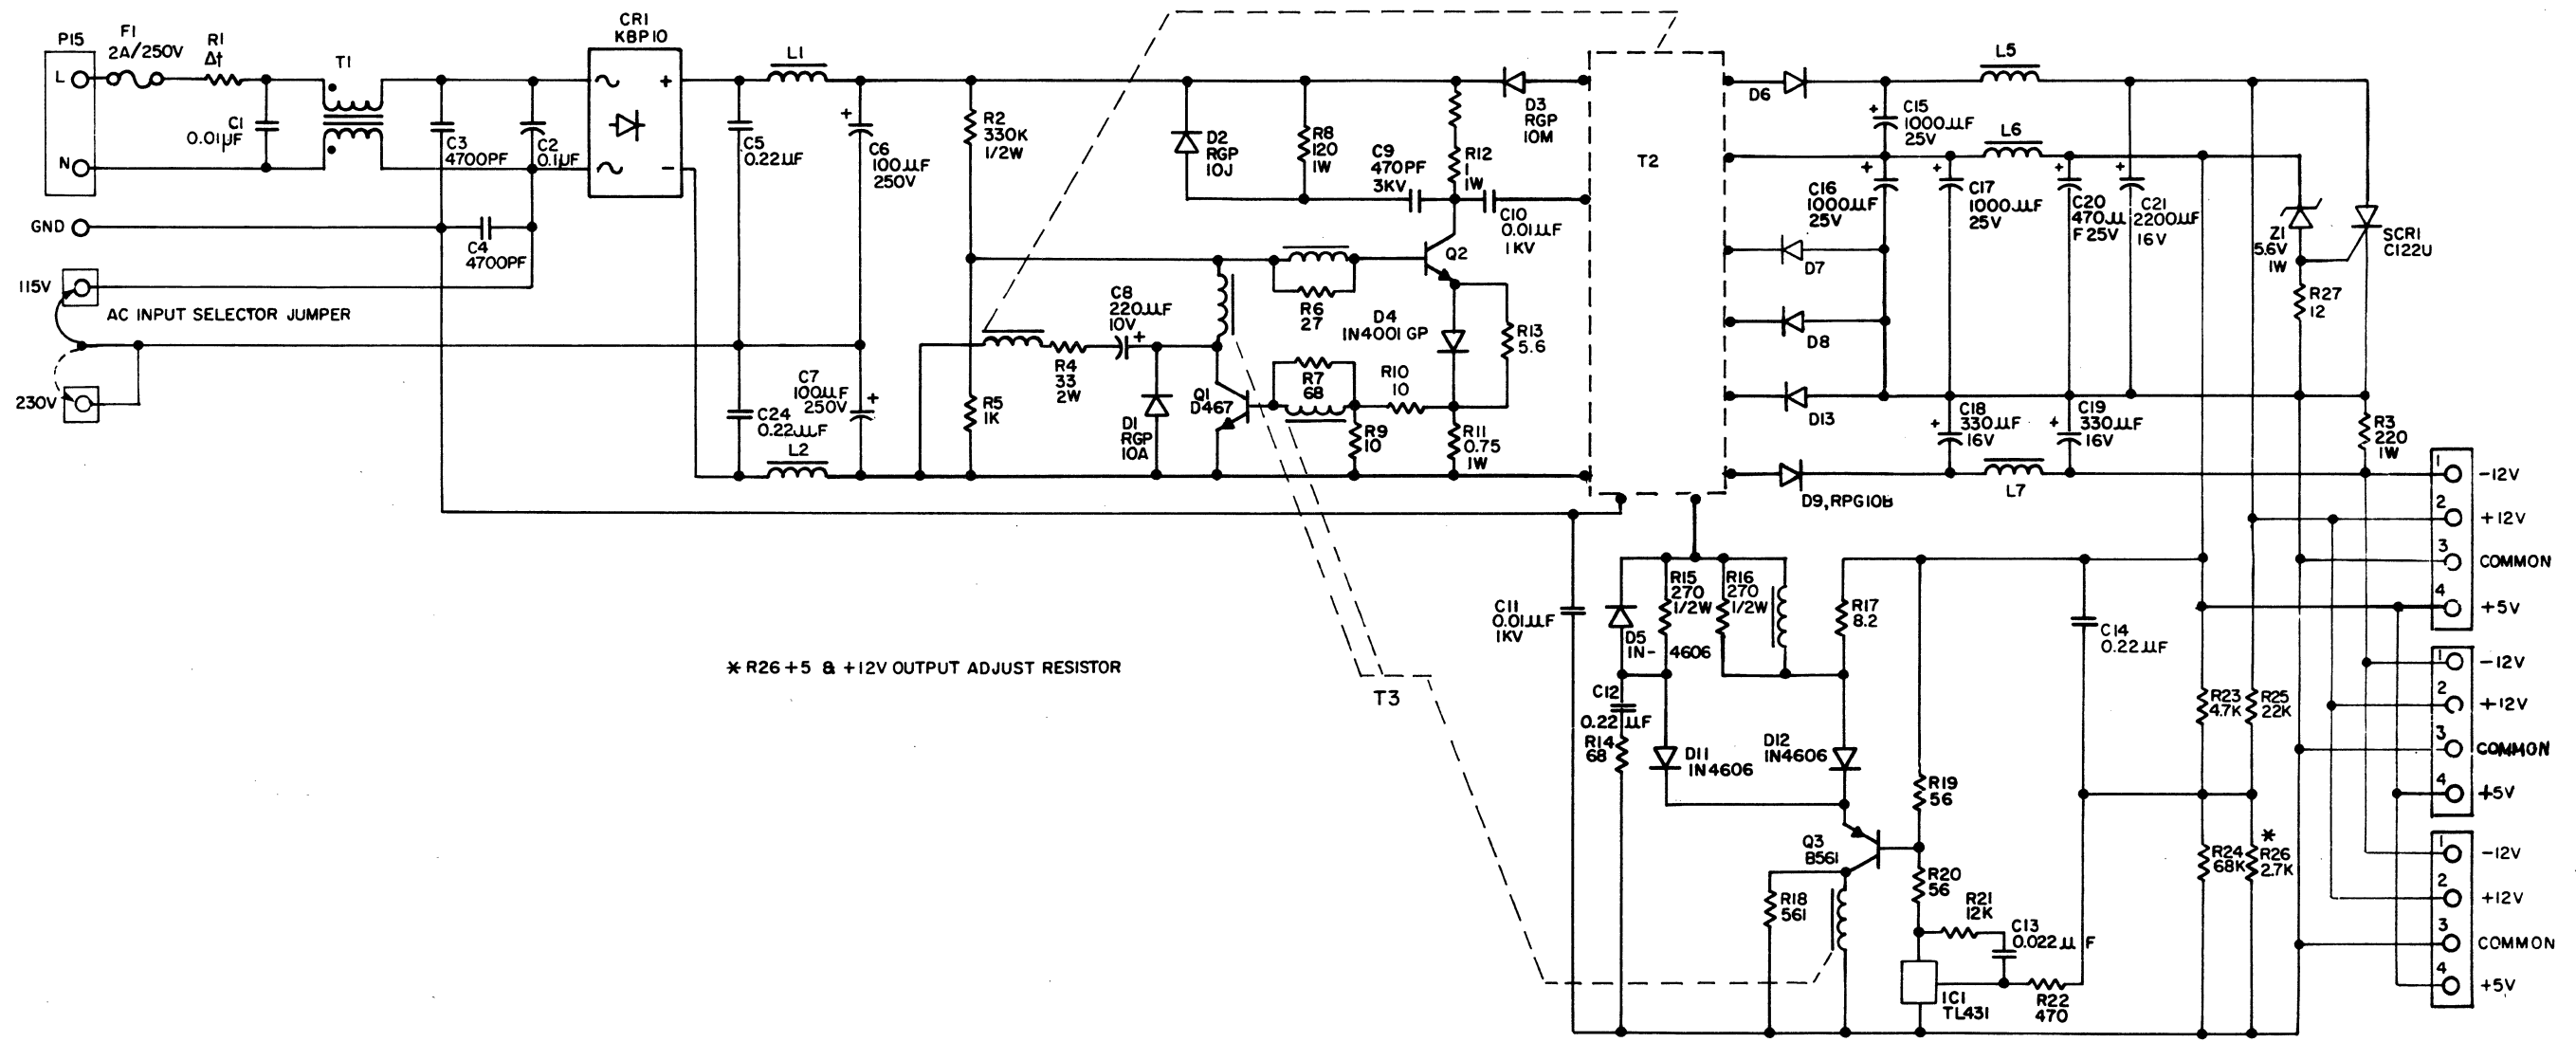 P15
F1
2A/250V
R1
Δt
T1
CR1
KBP10
L1
L
N
C1
0.01µF
C3
4700PF
C2
0.1µF
+
−
C5
0.22µF
+
C6
100µF
250V
R2
330K
1/2W
D2
RGP
10J
R8
120
1W
C9
470PF
3KV
R12
1
1W
D3
RGP
10M
C10
0.01µF
1KV
T2
D6
+
C15
1000µF
25V
L5
L6
+
C16
1000µF
25V
+
C17
1000µF
25V
+
C20
470µ
F25V
+
C21
2200µF
16V
Z1
5.6V
1W
SCR1
C122U
R27
12
GND
C4
4700PF
115V
AC INPUT SELECTOR JUMPER
230V
C24
0.22µF
C7
100µF
250V
+
L2
R5
1K
R4
33
2W
C8
220µF
10V
+
D1
RGP
10A
Q1
D467
R6
27
Q2
D4
1N4001GP
R13
5.6
R7
68
R10
10
R9
10
R11
0.75
1W
D7
D8
D13
D9,RPG10B
+
C18
330µF
16V
+
C19
330µF
16V
L7
R3
220
1W
1
-12V
2
+12V
3
COMMON
4
+5V
C11
0.01µF
1KV
D5
1N-
4606
R15
270
1/2W
R16
270
1/2W
R17
8.2
C14
0.22µF
* R26 +5 & +12V OUTPUT ADJUST RESISTOR
T3
C12
0.22µF
R14
68
D11
1N4606
D12
1N4606
R23
4.7K
R25
22K
1
-12V
2
+12V
3
COMMON
4
+5V
R19
56
Q3
B561
R20
56
R18
561
R21
12K
C13
0.022µF
IC1
TL431
R22
470
R24
68K
*
R26
2.7K
1
-12V
2
+12V
3
COMMON
4
+5V